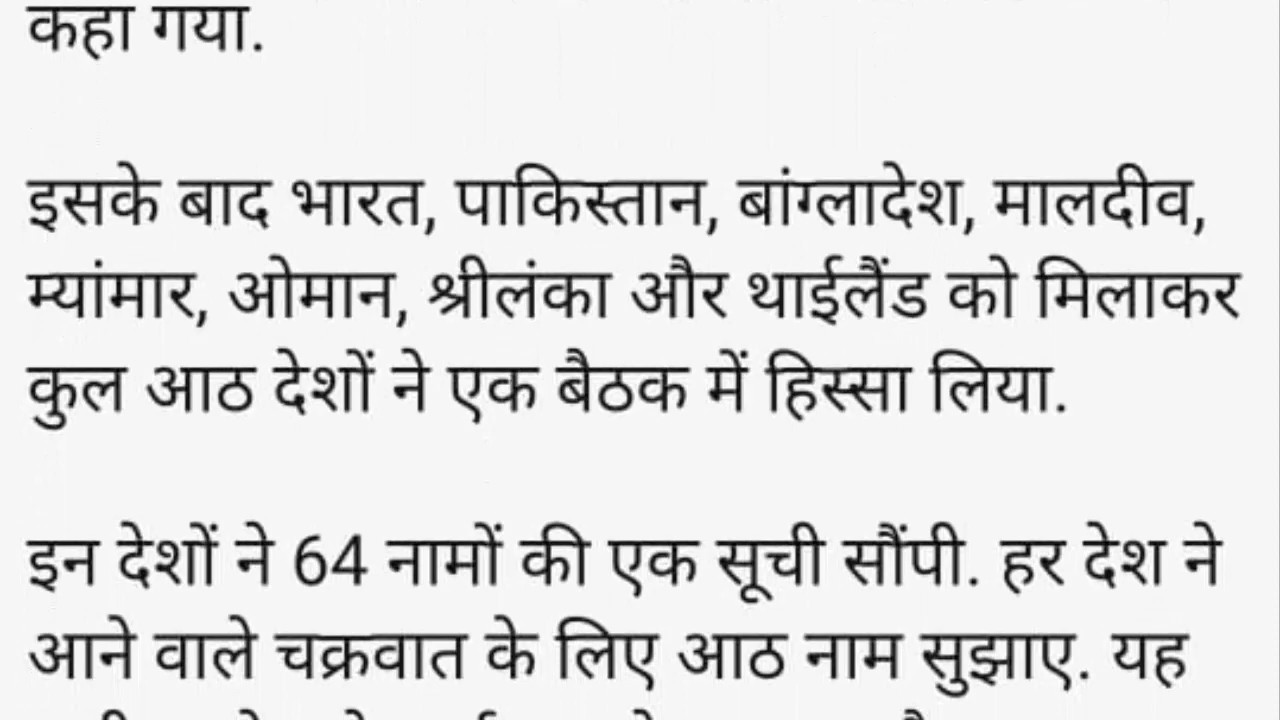 कहा गया.
इसके बाद भारत, पाकिस्तान, बांग्लादेश, मालदीव,
म्यांमार, ओमान, श्रीलंका और थाईलैंड को मिलाकर
कुल आठ देशों ने एक बैठक में हिस्सा लिया.
इन देशों ने 64 नामों की एक सूची सौंपी. हर देश ने
आने वाले चक्रवात के लिए आठ नाम सुझाए. यह